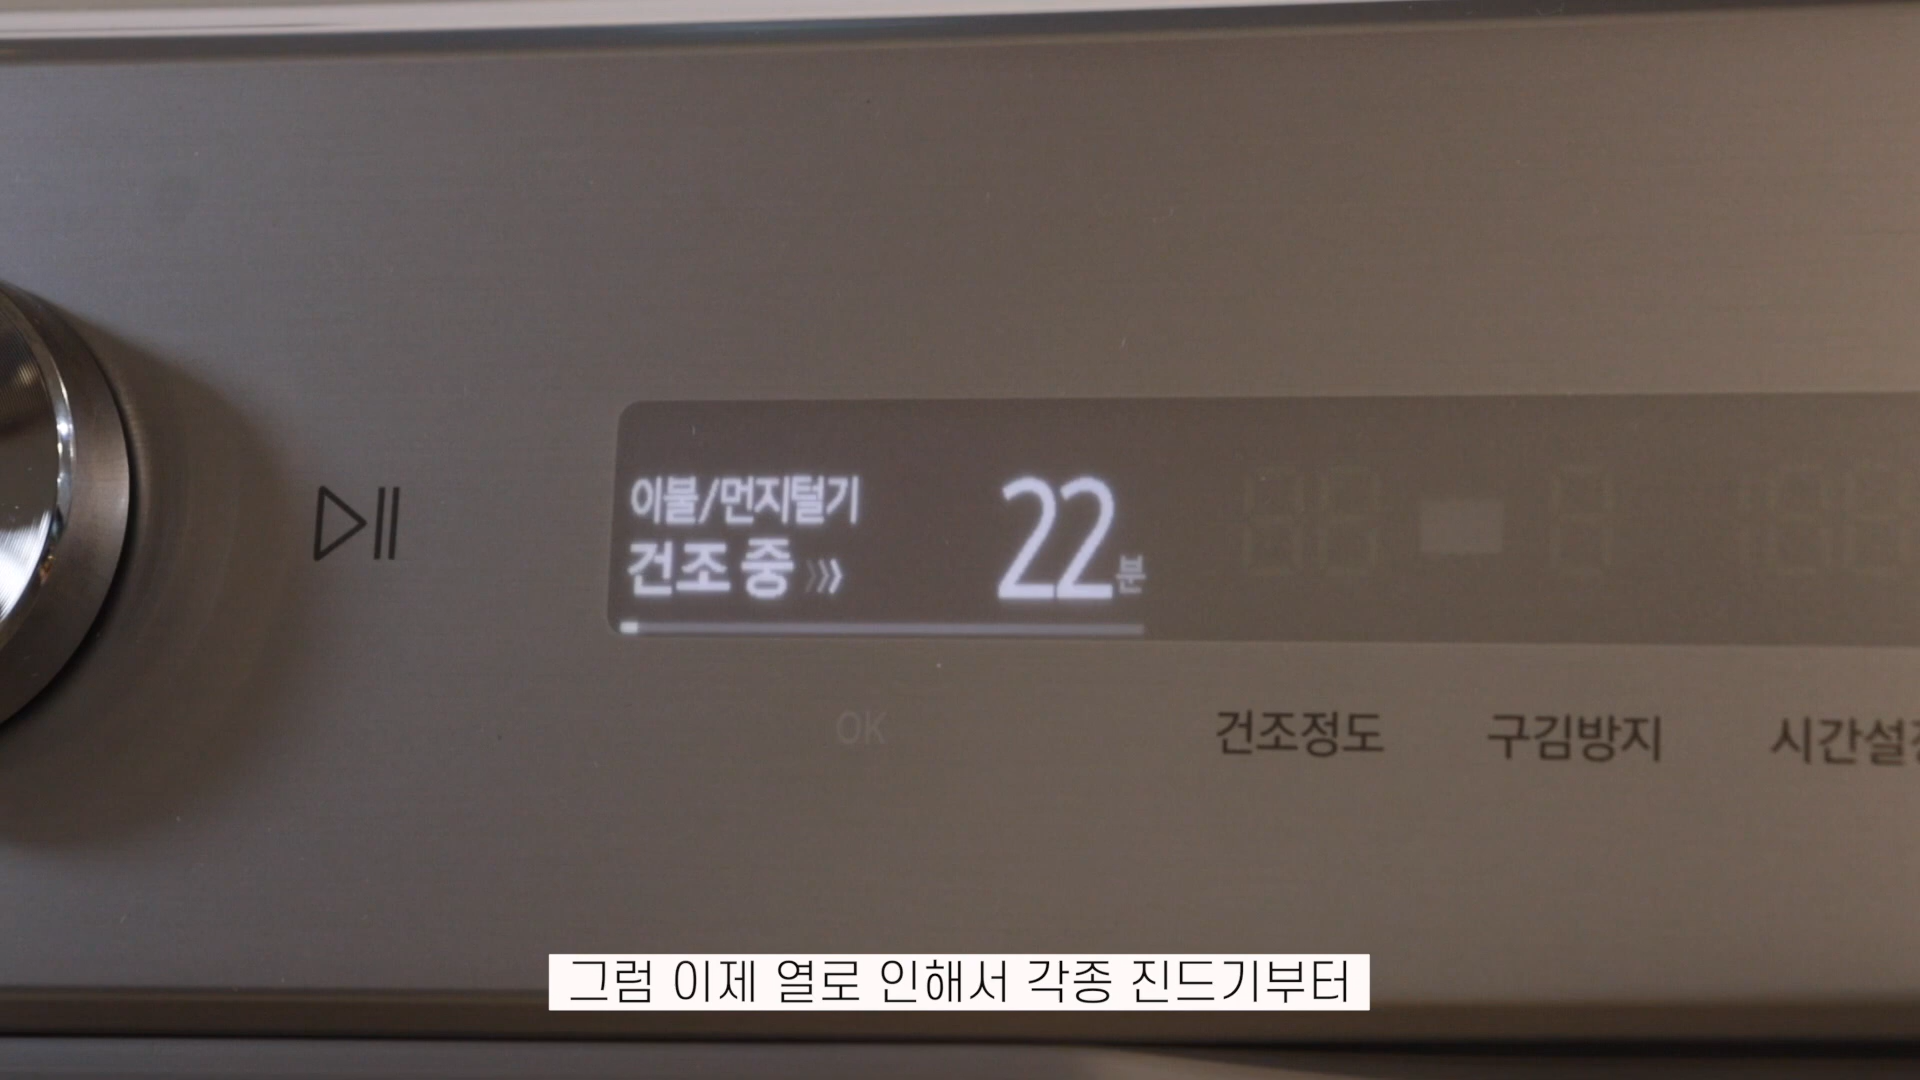 이불/먼지털기
건조 중
22분
OK
건조정도
구김방지
그럼 이제 열로 인해서 각종 진드기부터